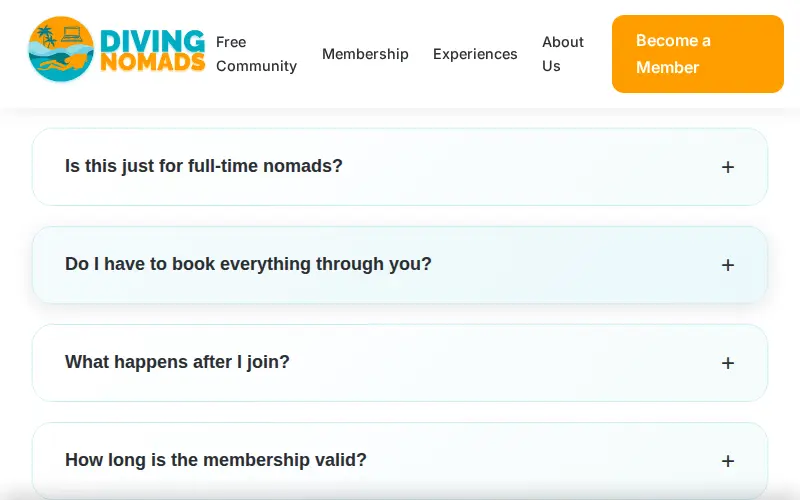 DIVING
NOMADS
Free
Community
Membership
Experiences
About
Us
Become a
Member
Is this just for full-time nomads?
+
Do I have to book everything through you?
+
What happens after I join?
+
How long is the membership valid?
+